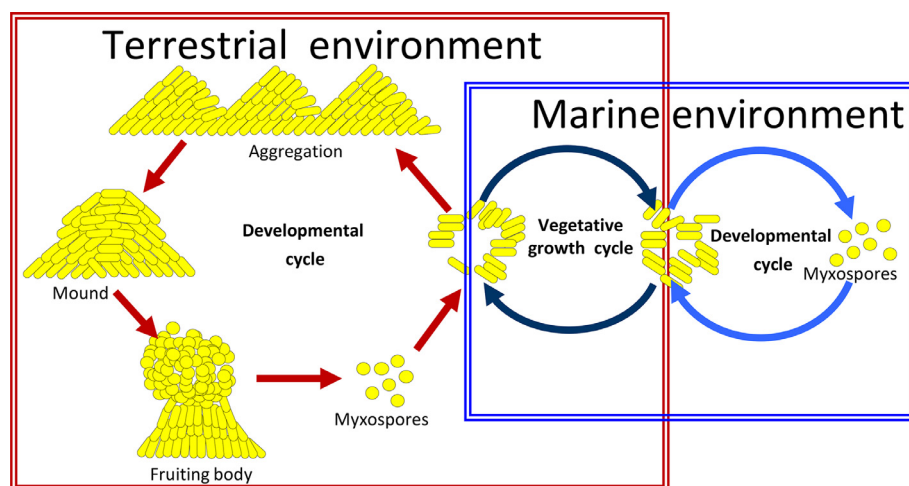 Terrestrial environment
Marine environment
Aggregation
Developmental
cycle
Vegetative
growth cycle
Developmental
cycle
Myxospores
Mound
Myxospores
Fruiting body